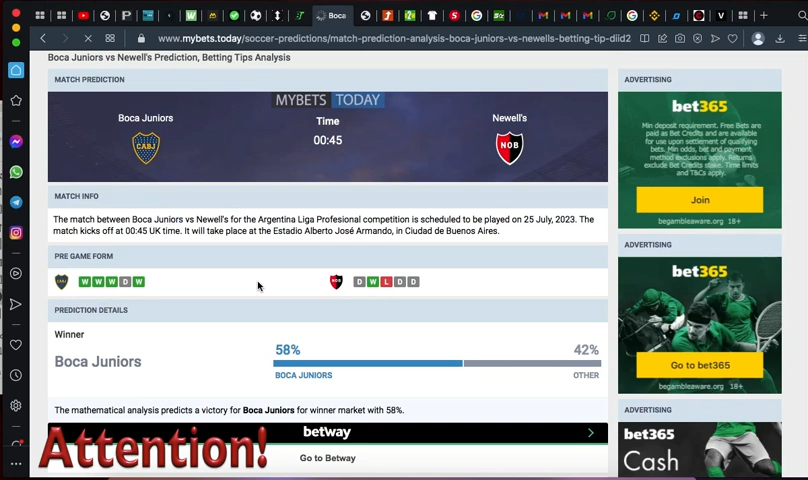 Boca
www.mybets.today/soccer-predictions/match-prediction-analysis-boca-juniors-vs-newells-betting-tip-diid2
Boca Juniors vs Newell's Prediction, Betting Tips Analysis
MATCH PREDICTION
MYBETS TODAY
Boca Juniors
Time
Newell's
00:45
CABJ
NOB
MATCH INFO
The match between Boca Juniors vs Newell's for the Argentina Liga Profesional competition is scheduled to be played on 25 July, 2023. The
match kicks off at 00:45 UK time. It will take place at the Estadio Alberto José Armando, in Ciudad de Buenos Aires.
PRE GAME FORM
W W W D W
D W L D D
PREDICTION DETAILS
Winner
Boca Juniors
58%
42%
BOCA JUNIORS
OTHER
The mathematical analysis predicts a victory for Boca Juniors for winner market with 58%.
betway
Go to Betway
Attention!
ADVERTISING
bet365
Min deposit requirement. Free Bets are
paid as Bet Credits and are available
for use upon settlement of qualifying
bets. Min odds, bet and payment
method exclusions apply. Returns
exclude Bet Credits stake. Time limits
and T&Cs apply.
Join
begambleaware.org 18+
ADVERTISING
bet365
Go to bet365
begambleaware.org 18+
ADVERTISING
bet365
Cash